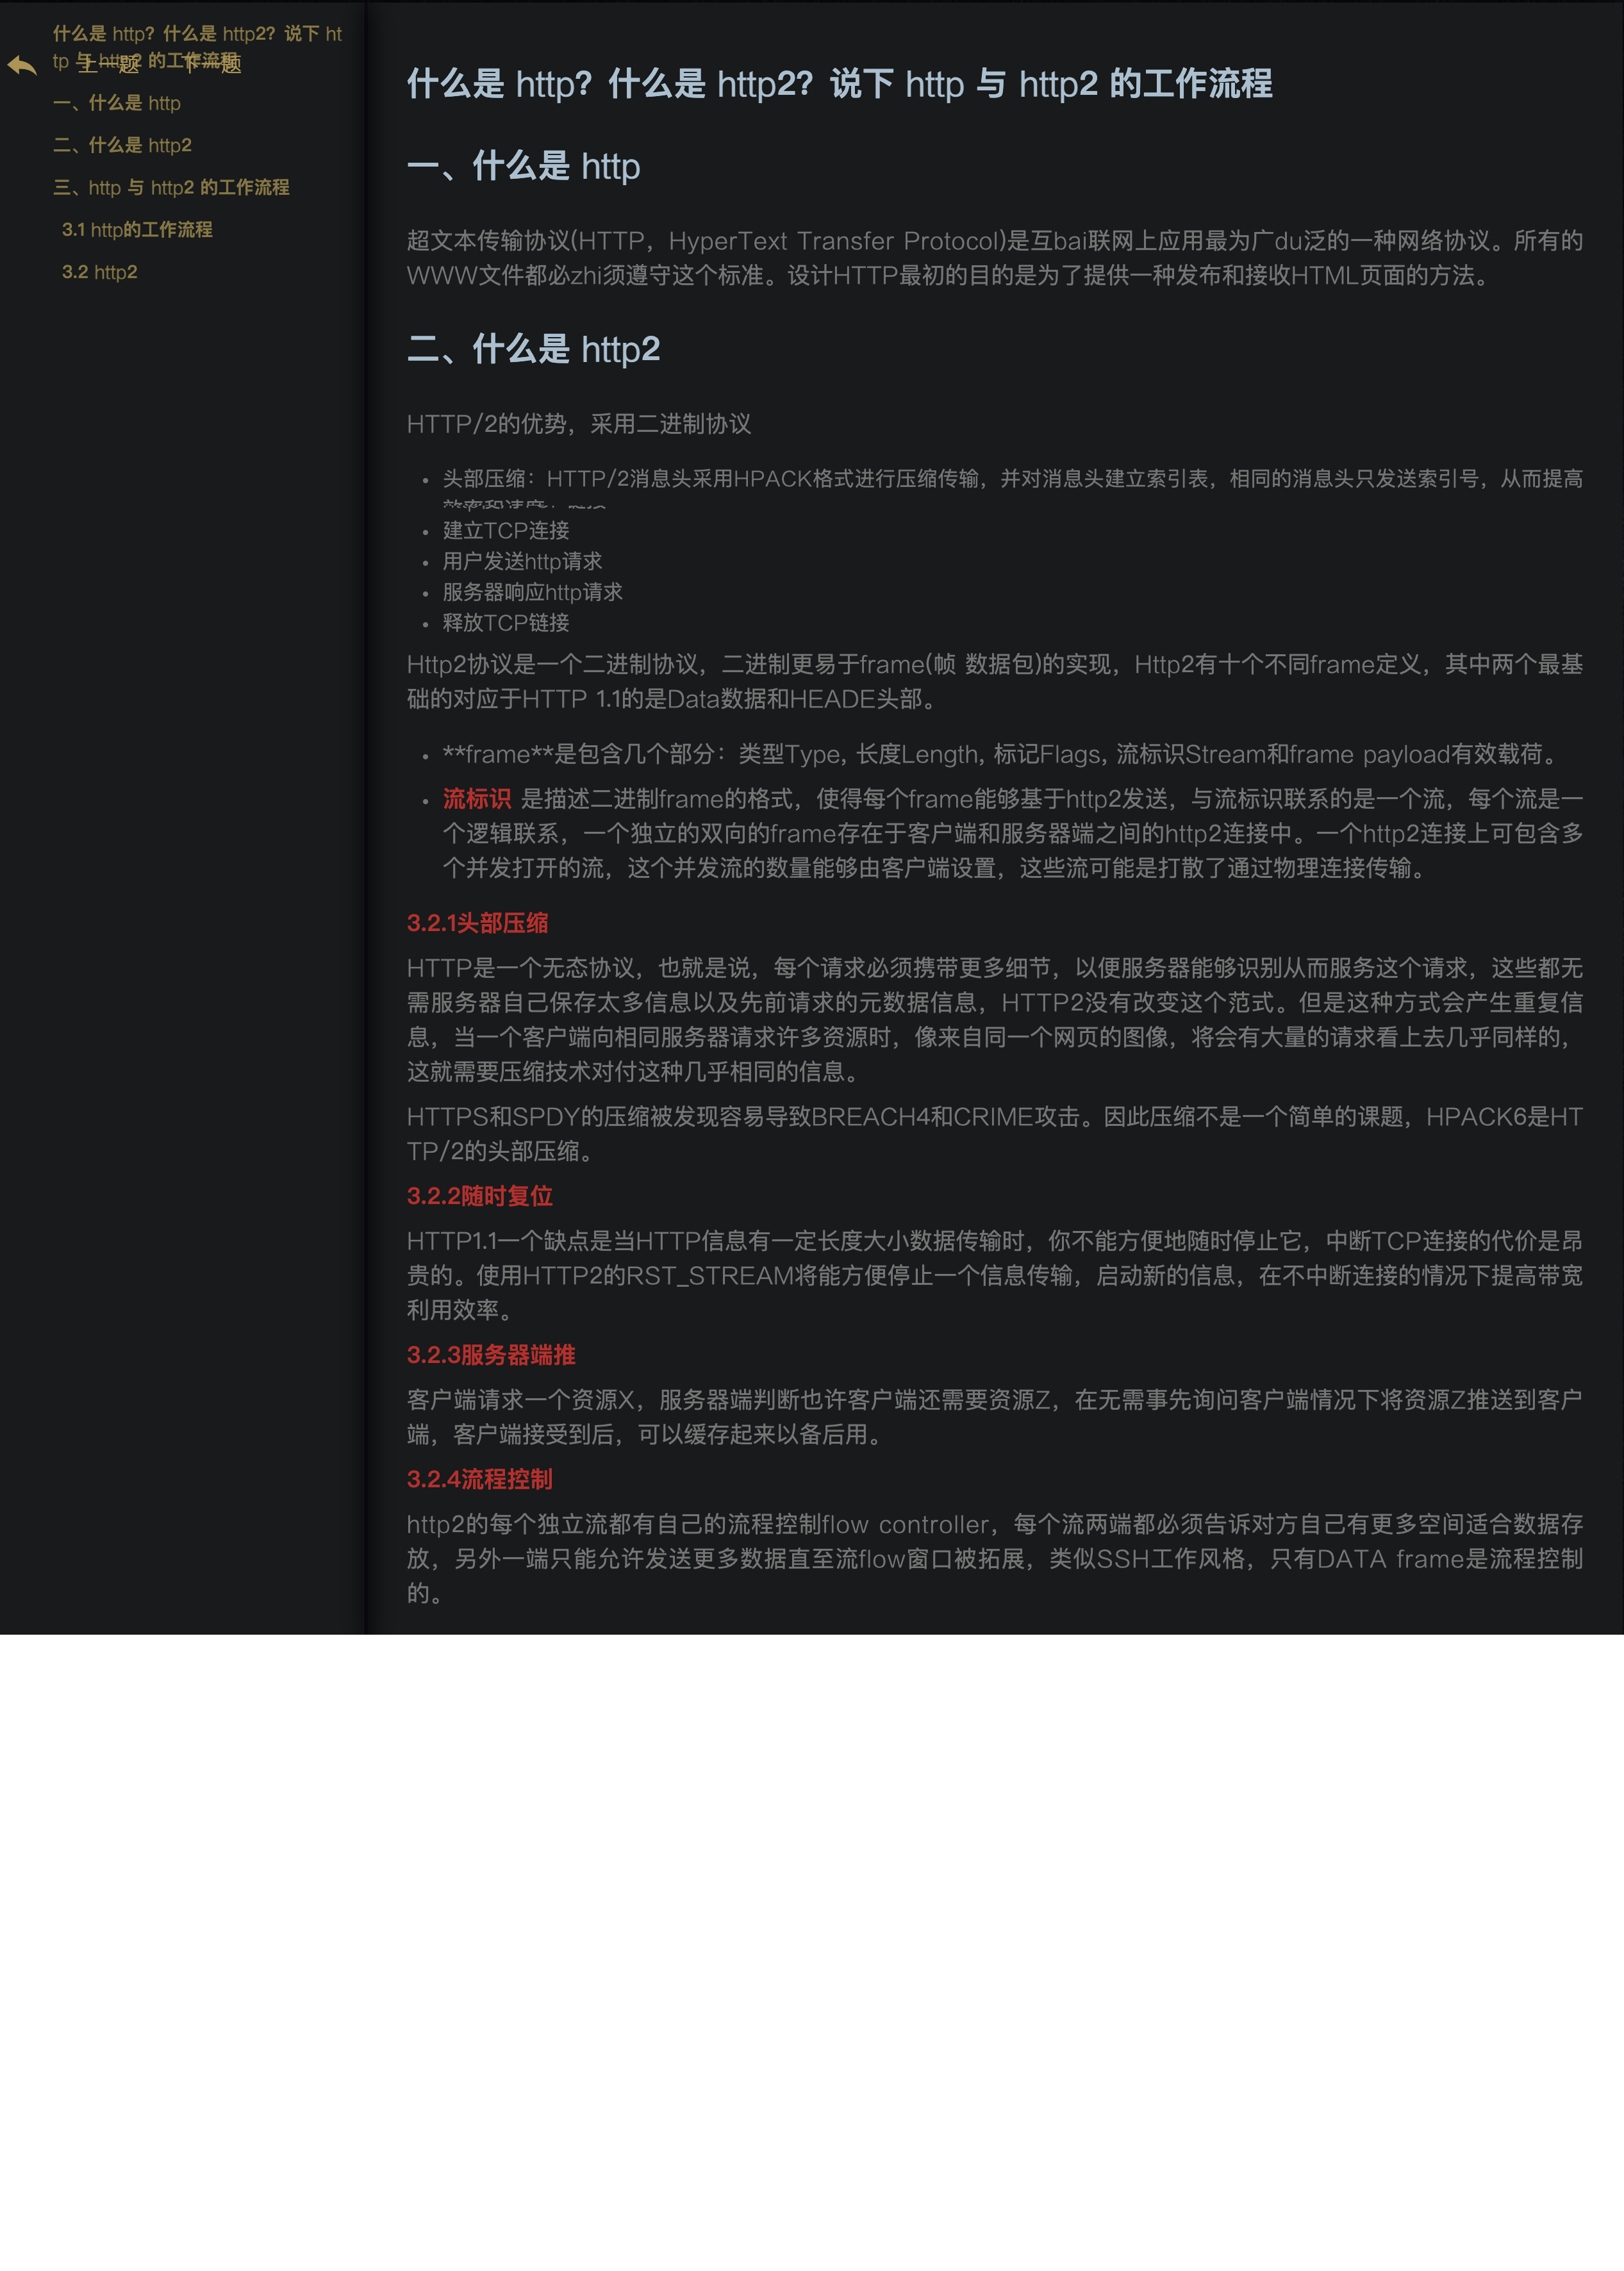 什么是 http？什么是 http2？说下 ht
tp 与 http2 的工作流程
上一题 下一题
一、什么是 http
二、什么是 http2
三、http 与 http2 的工作流程
3.1 http的工作流程
3.2 http2
什么是 http？什么是 http2？说下 http 与 http2 的工作流程
一、什么是 http
超文本传输协议(HTTP，HyperText Transfer Protocol)是互bai联网上应用最为广du泛的一种网络协议。所有的
WWW文件都必zhi须遵守这个标准。设计HTTP最初的目的是为了提供一种发布和接收HTML页面的方法。
二、什么是 http2
HTTP/2的优势，采用二进制协议
• 头部压缩：HTTP/2消息头采用HPACK格式进行压缩传输，并对消息头建立索引表，相同的消息头只发送索引号，从而提高
• 建立TCP连接
• 用户发送http请求
• 服务器响应http请求
• 释放TCP链接
Http2协议是一个二进制协议，二进制更易于frame(帧 数据包)的实现，Http2有十个不同frame定义，其中两个最基
础的对应于HTTP 1.1的是Data数据和HEADE头部。
• **frame**是包含几个部分：类型Type, 长度Length, 标记Flags, 流标识Stream和frame payload有效载荷。
• 流标识 是描述二进制frame的格式，使得每个frame能够基于http2发送，与流标识联系的是一个流，每个流是一
个逻辑联系，一个独立的双向的frame存在于客户端和服务器端之间的http2连接中。一个http2连接上可包含多
个并发打开的流，这个并发流的数量能够由客户端设置，这些流可能是打散了通过物理连接传输。
3.2.1头部压缩
HTTP是一个无态协议，也就是说，每个请求必须携带更多细节，以便服务器能够识别从而服务这个请求，这些都无
需服务器自己保存太多信息以及先前请求的元数据信息，HTTP2没有改变这个范式。但是这种方式会产生重复信
息，当一个客户端向相同服务器请求许多资源时，像来自同一个网页的图像，将会有大量的请求看上去几乎同样的，
这就需要压缩技术对付这种几乎相同的信息。
HTTPS和SPDY的压缩被发现容易导致BREACH4和CRIME攻击。因此压缩不是一个简单的课题，HPACK6是HT
TP/2的头部压缩。
3.2.2随时复位
HTTP1.1一个缺点是当HTTP信息有一定长度大小数据传输时，你不能方便地随时停止它，中断TCP连接的代价是昂
贵的。使用HTTP2的RST_STREAM将能方便停止一个信息传输，启动新的信息，在不中断连接的情况下提高带宽
利用效率。
3.2.3服务器端推
客户端请求一个资源X，服务器端判断也许客户端还需要资源Z，在无需事先询问客户端情况下将资源Z推送到客户
端，客户端接受到后，可以缓存起来以备后用。
3.2.4流程控制
http2的每个独立流都有自己的流程控制flow controller，每个流两端都必须告诉对方自己有更多空间适合数据存
放，另外一端只能允许发送更多数据直至流flow窗口被拓展，类似SSH工作风格，只有DATA frame是流程控制
的。